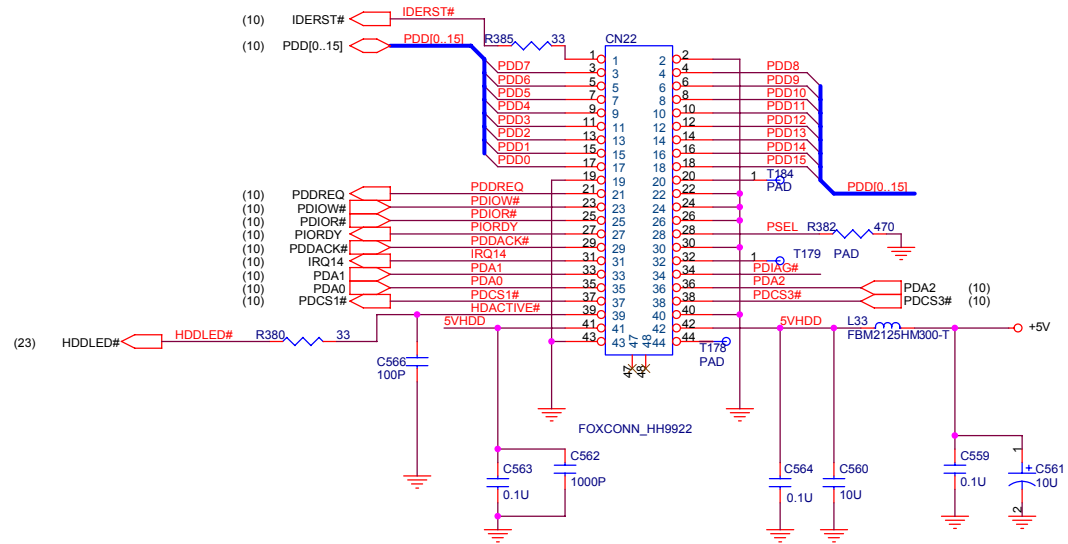 (10) IDERST# IDERST#
(10) PDD[0..15] PDD[0..15] R385 33 CN22
1 1 2 2
PDD7 3 3 4 4 PDD8
PDD6 5 5 6 6 PDD9
PDD5 7 7 8 8 PDD10
PDD4 9 9 10 10 PDD11
PDD3 11 11 12 12 PDD12
PDD2 13 13 14 14 PDD13
PDD1 15 15 16 16 PDD14
PDD0 17 17 18 18 PDD15
19 19 20 20 1 T184 PAD
(10) PDDREQ PDDREQ 21 21 22 22 PDD[0..15]
(10) PDIOW# PDIOW# 23 23 24 24
(10) PDIOR# PDIOR# 25 25 26 26
(10) PIORDY PIORDY 27 27 28 28 PSEL R382 470
(10) PDDACK# PDDACK# 29 29 30 30
(10) IRQ14 IRQ14 31 31 32 32 1 T179 PAD
(10) PDA1 PDA1 33 33 34 34 PDIAG#
(10) PDA0 PDA0 35 35 36 36 PDA2 PDA2 (10)
(10) PDCS1# PDCS1# 37 37 38 38 PDCS3# PDCS3# (10)
HDACTIVE# 39 39 40 40
5VHDD 41 41 42 42 5VHDD L33 +5V
FBM2125HM300-T
(23) HDDLED# HDDLED# R380 33 43 43 44 44 T178
PAD
47 48
47 48
C566
100P
FOXCONN_HH9922
C563
0.1U
C562
1000P
C564
0.1U
C560
10U
C559
0.1U
1
+
C561
10U
2